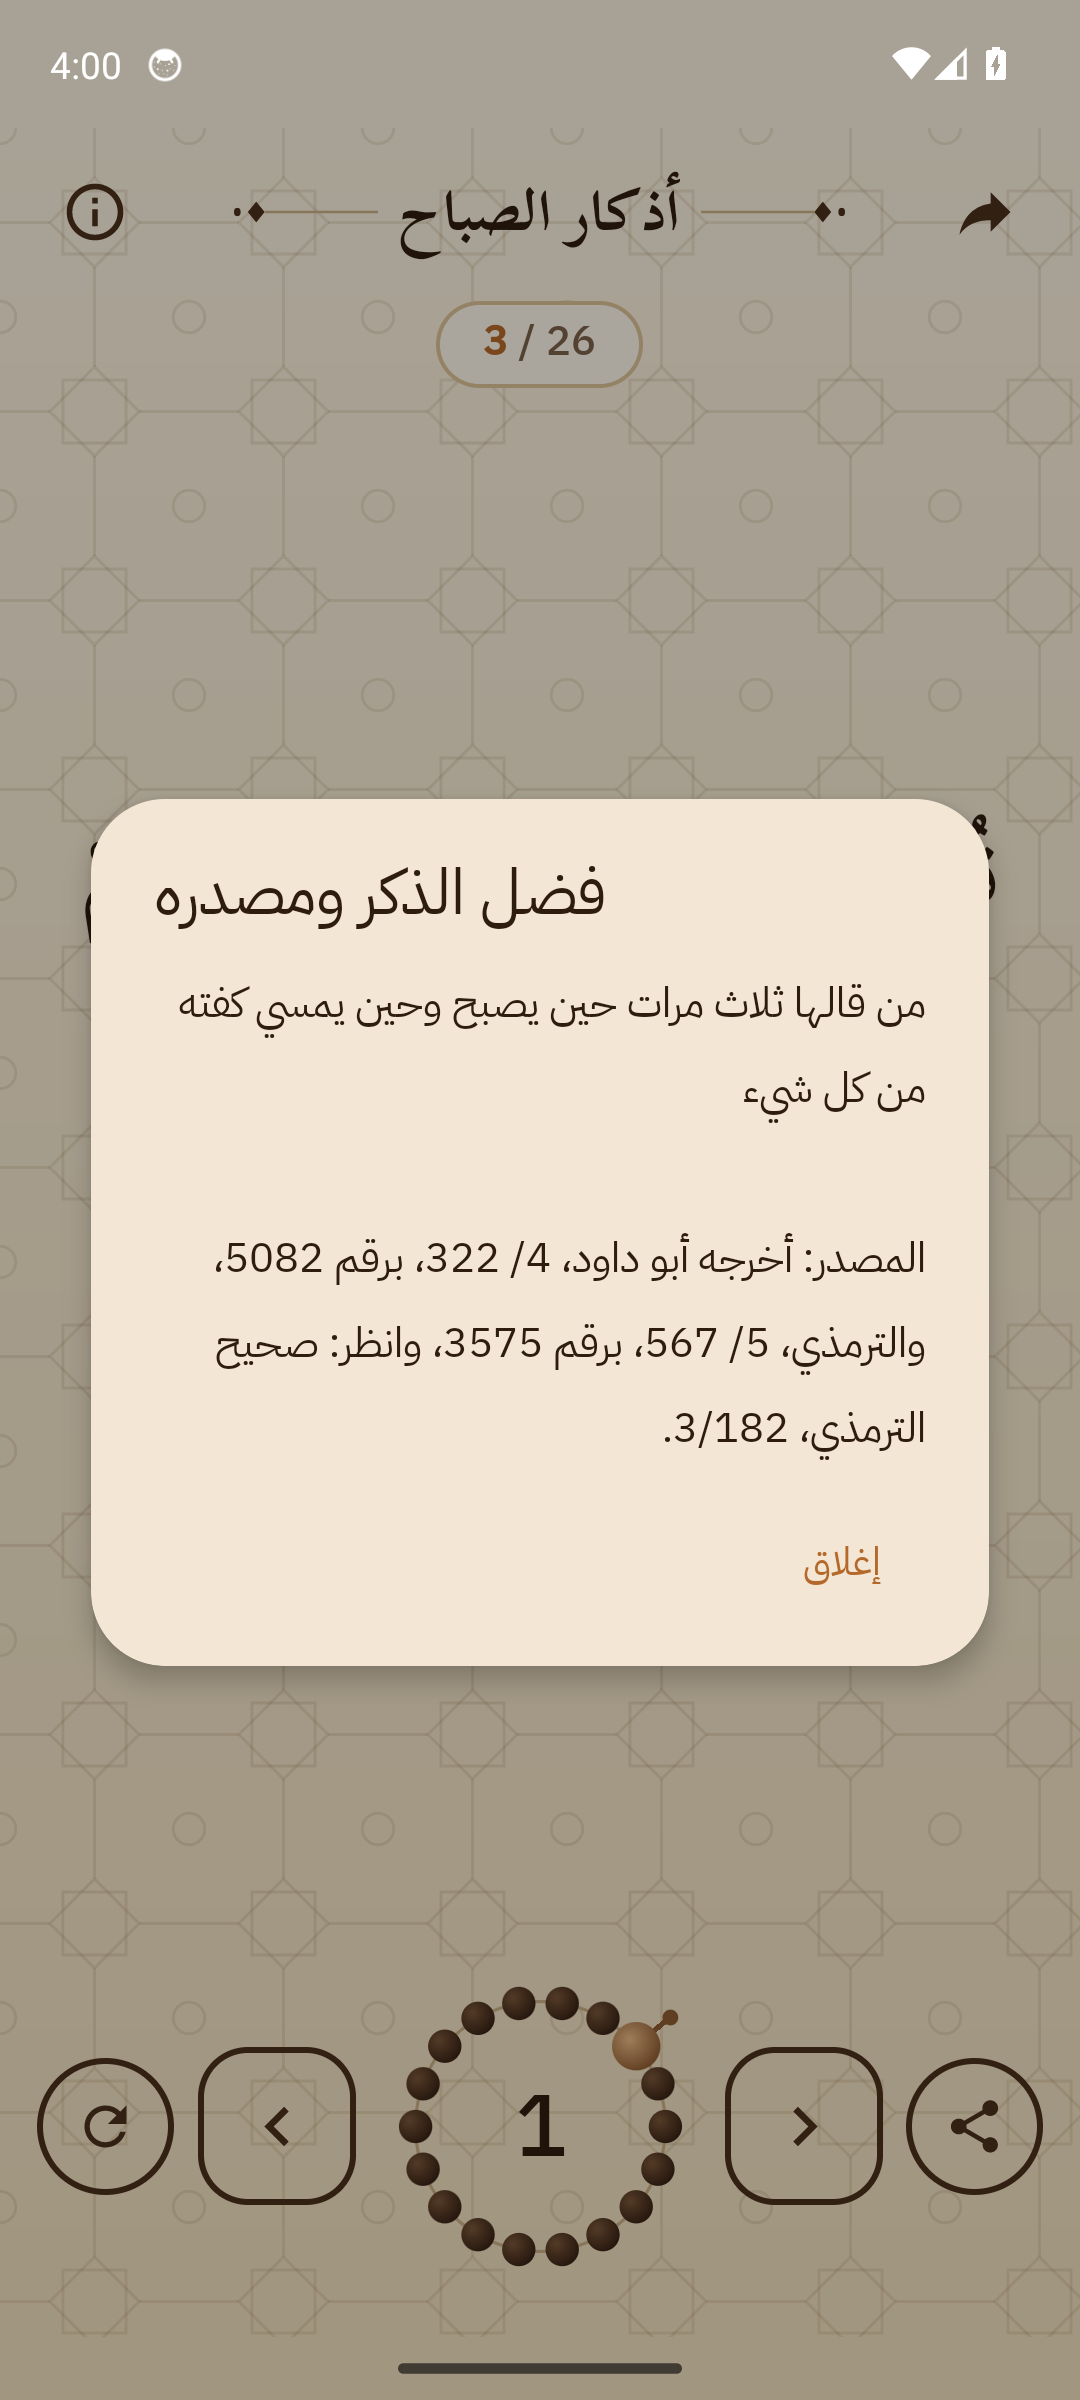 4:00
أذكار الصباح
3 / 26
فضل الذكر ومصدره
من قالها ثلاث مرات حين يصبح وحين يمسي كفته
من كل شيء
المصدر: أخرجه أبو داود، 4/ 322، برقم 5082،
والترمذي، 5/ 567، برقم 3575، وانظر: صحيح
الترمذي، 3/182.
إغلاق
1